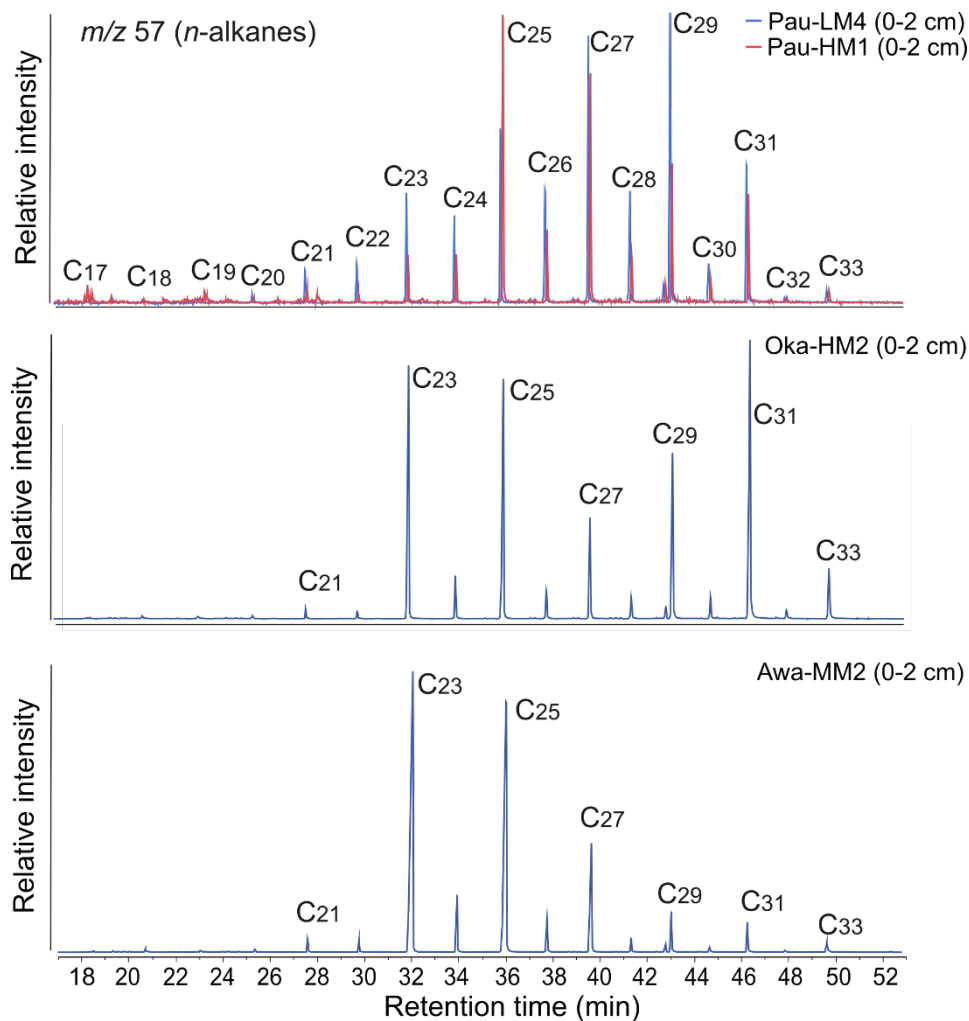 m/z 57 (n-alkanes)
Pau-LM4 (0-2 cm)
Pau-HM1 (0-2 cm)
Relative intensity
C17
C18
C19
C20
C21
C22
C23
C24
C25
C26
C27
C28
C29
C30
C31
C32
C33
Oka-HM2 (0-2 cm)
Relative intensity
C21
C23
C25
C27
C29
C31
C33
Awa-MM2 (0-2 cm)
Relative intensity
C21
C23
C25
C27
C29
C31
C33
18 20 22 24 26 28 30 32 34 36 38 40 42 44 46 48 50 52
Retention time (min)